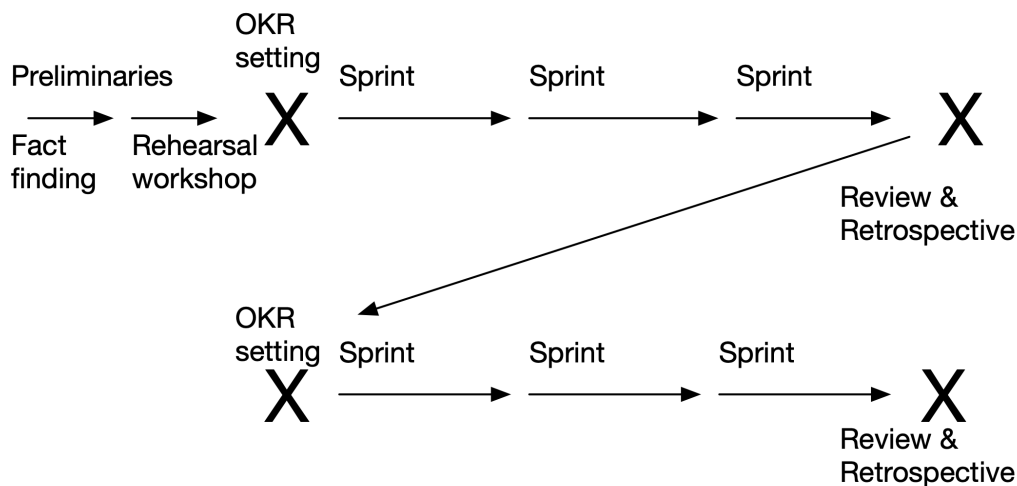 OKR
setting
Preliminaries
Sprint
Sprint
Sprint
X
X
Fact
finding
Rehearsal
workshop
Review &
Retrospective
OKR
setting
Sprint
Sprint
Sprint
X
X
Review &
Retrospective